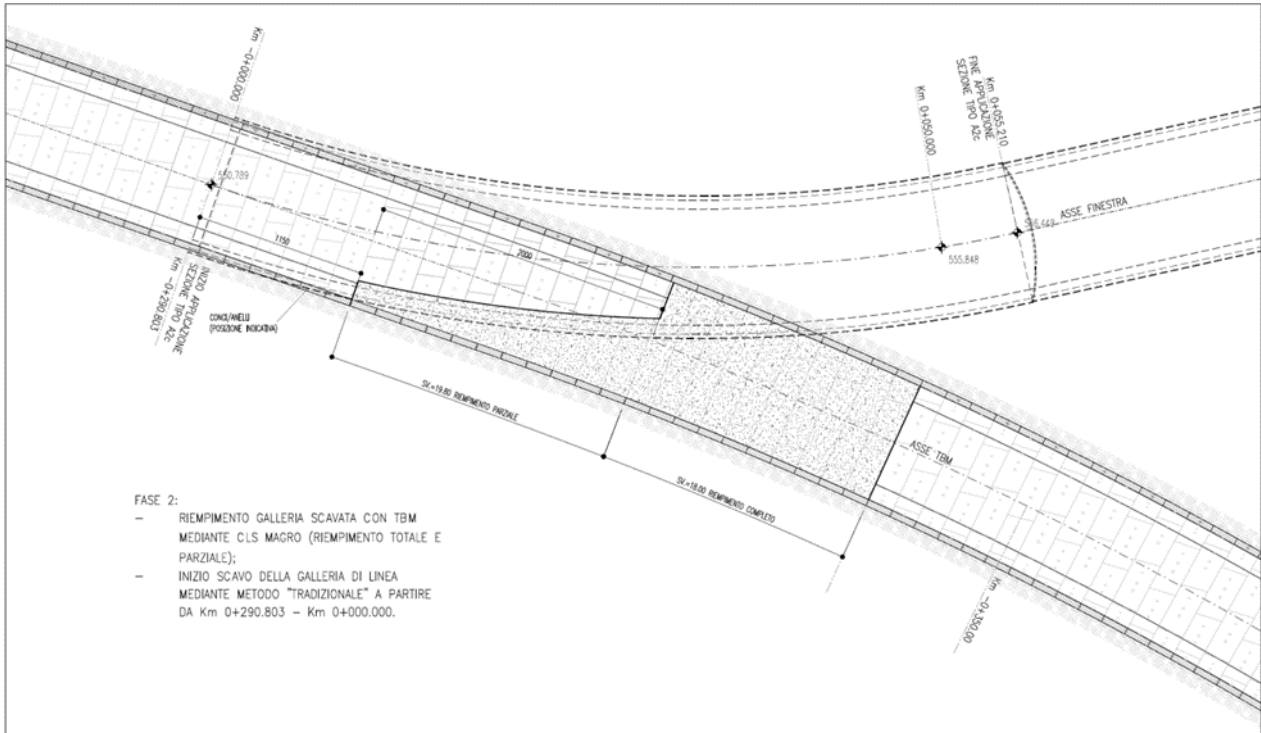 Km -0+000.000
550.789
1150
2000
INIZIO APPLICAZIONE
SEZIONE TIPO A2c
Km -0+290.803
CONCI/ANELLI
(POSIZIONE INDICATIVA)
SV.=19.80 RIEMPIMENTO PARZIALE
SV.=18.00 RIEMPIMENTO COMPLETO
Km 0+050.000
555.848
Km 0+055.210
FINE APPLICAZIONE
SEZIONE TIPO A2c
ASSE FINESTRA
ASSE TBM
Km -0+350.00
FASE 2:
- RIEMPIMENTO GALLERIA SCAVATA CON TBM
MEDIANTE CLS MAGRO (RIEMPIMENTO TOTALE E
PARZIALE);
- INIZIO SCAVO DELLA GALLERIA DI LINEA
MEDIANTE METODO "TRADIZIONALE" A PARTIRE
DA Km 0+290.803 - Km 0+000.000.